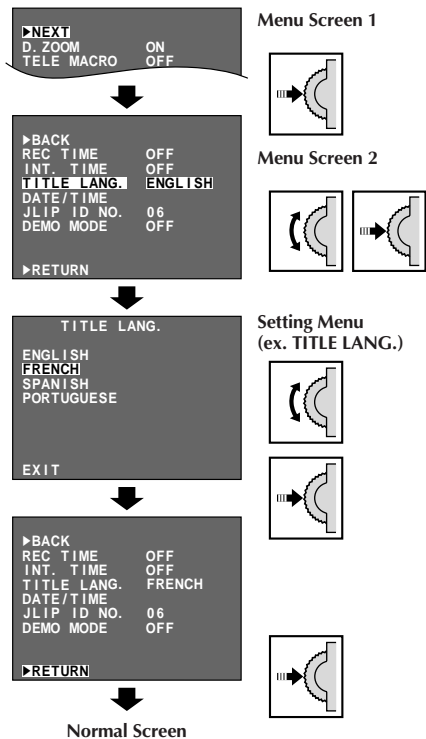 ▶NEXT
D. ZOOM ON
TELE MACRO OFF
Menu Screen 1
▶BACK
REC TIME OFF
INT. TIME OFF
TITLE LANG. ENGLISH
DATE/TIME
JLIP ID NO. 06
DEMO MODE OFF
▶RETURN
Menu Screen 2
TITLE LANG.
ENGLISH
FRENCH
SPANISH
PORTUGUESE
EXIT
Setting Menu
(ex. TITLE LANG.)
▶BACK
REC TIME OFF
INT. TIME OFF
TITLE LANG. FRENCH
DATE/TIME
JLIP ID NO. 06
DEMO MODE OFF
▶RETURN
Normal Screen